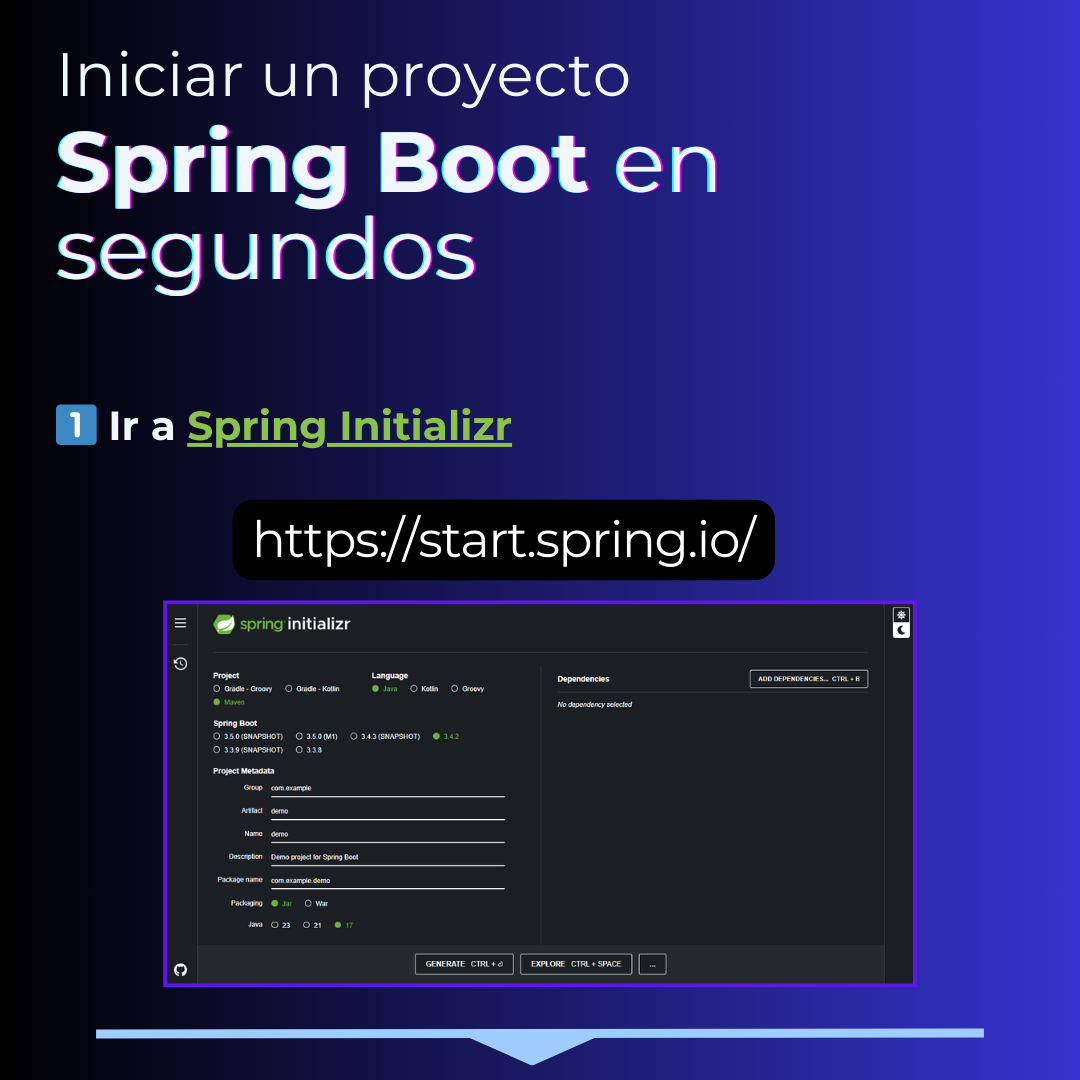 Iniciar un proyecto
Spring Boot en
segundos
1 Ir a Spring Initializr
https://start.spring.io/
spring initializr
Project
Gradle - Groovy Gradle - Kotlin
Maven
Language
Java Kotlin Groovy
Spring Boot
3.5.0 (SNAPSHOT) 3.5.0 (M1) 3.4.3 (SNAPSHOT) 3.4.2
3.3.9 (SNAPSHOT) 3.3.8
Project Metadata
Group com.example
Artifact demo
Name demo
Description Demo project for Spring Boot
Package name com.example.demo
Packaging Jar War
Java 23 21 17
Dependencies ADD DEPENDENCIES... CTRL + B
No dependency selected
GENERATE CTRL + ⏎ EXPLORE CTRL + SPACE ...